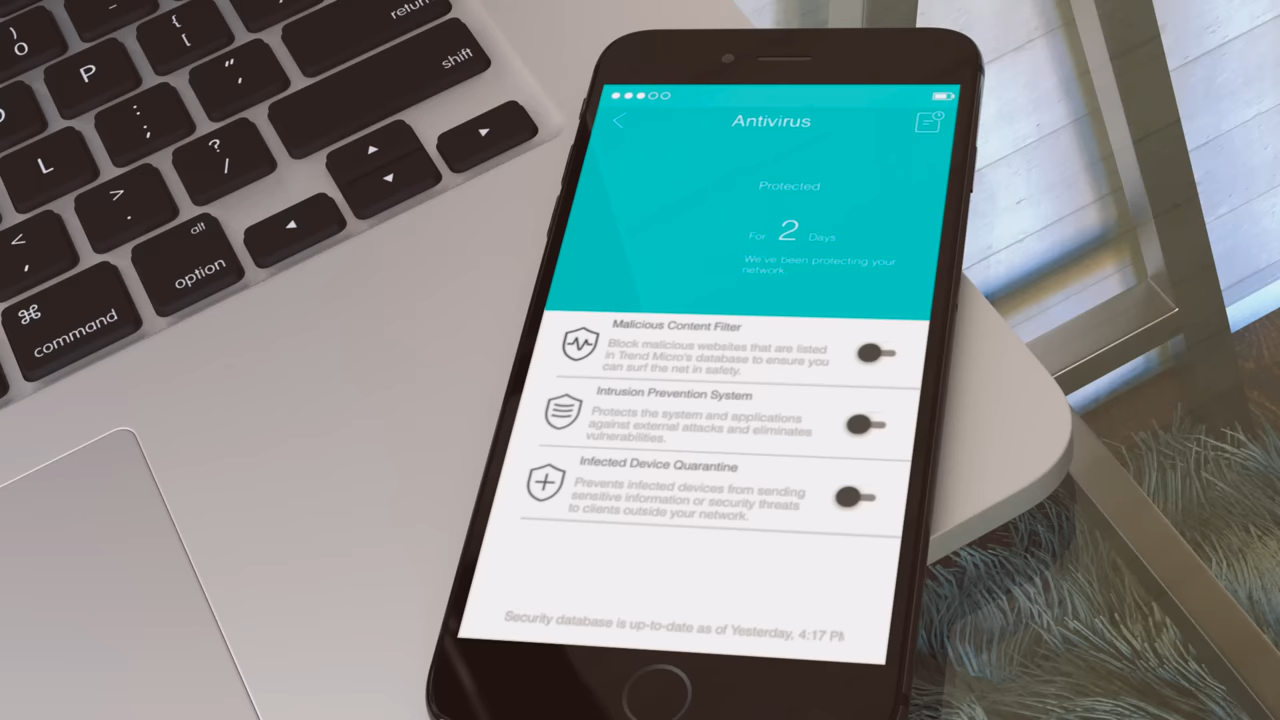 return
)
0
{
[
P
"
,
shift
:
;
L
?
/
>
.
<
,
alt
option
⌘
command
Antivirus
Protected
For 2 Days
We've been protecting your
network.
Malicious Content Filter
Block malicious websites that are listed
in Trend Micro's database to ensure you
can surf the net in safety.
Intrusion Prevention System
Protects the system and applications
against external attacks and eliminates
vulnerabilities.
Infected Device Quarantine
Prevents infected devices from sending
sensitive information or security threats
to clients outside your network.
Security database is up-to-date as of Yesterday, 4:17 PM